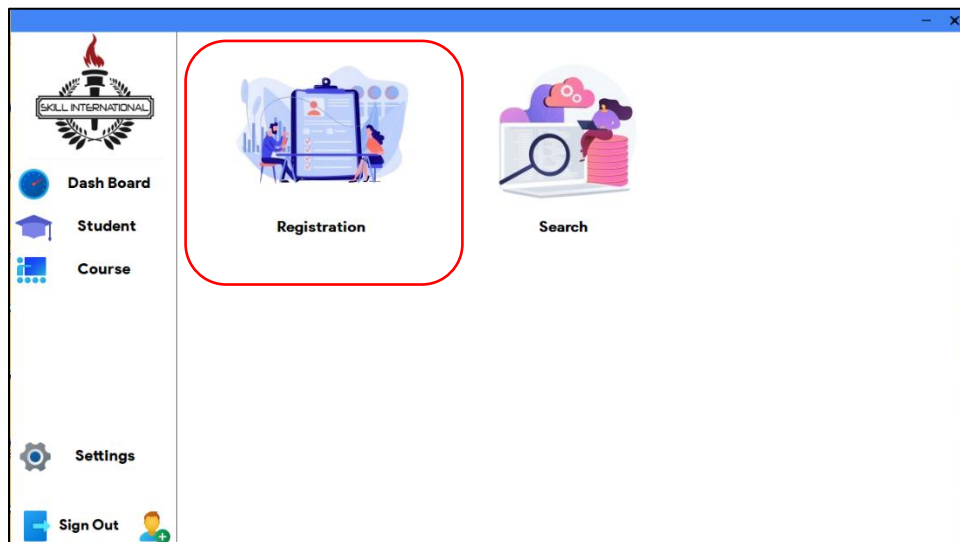 SKILL INTERNATIONAL
Dash Board
Student
Course
Settings
Sign Out
Registration
Search